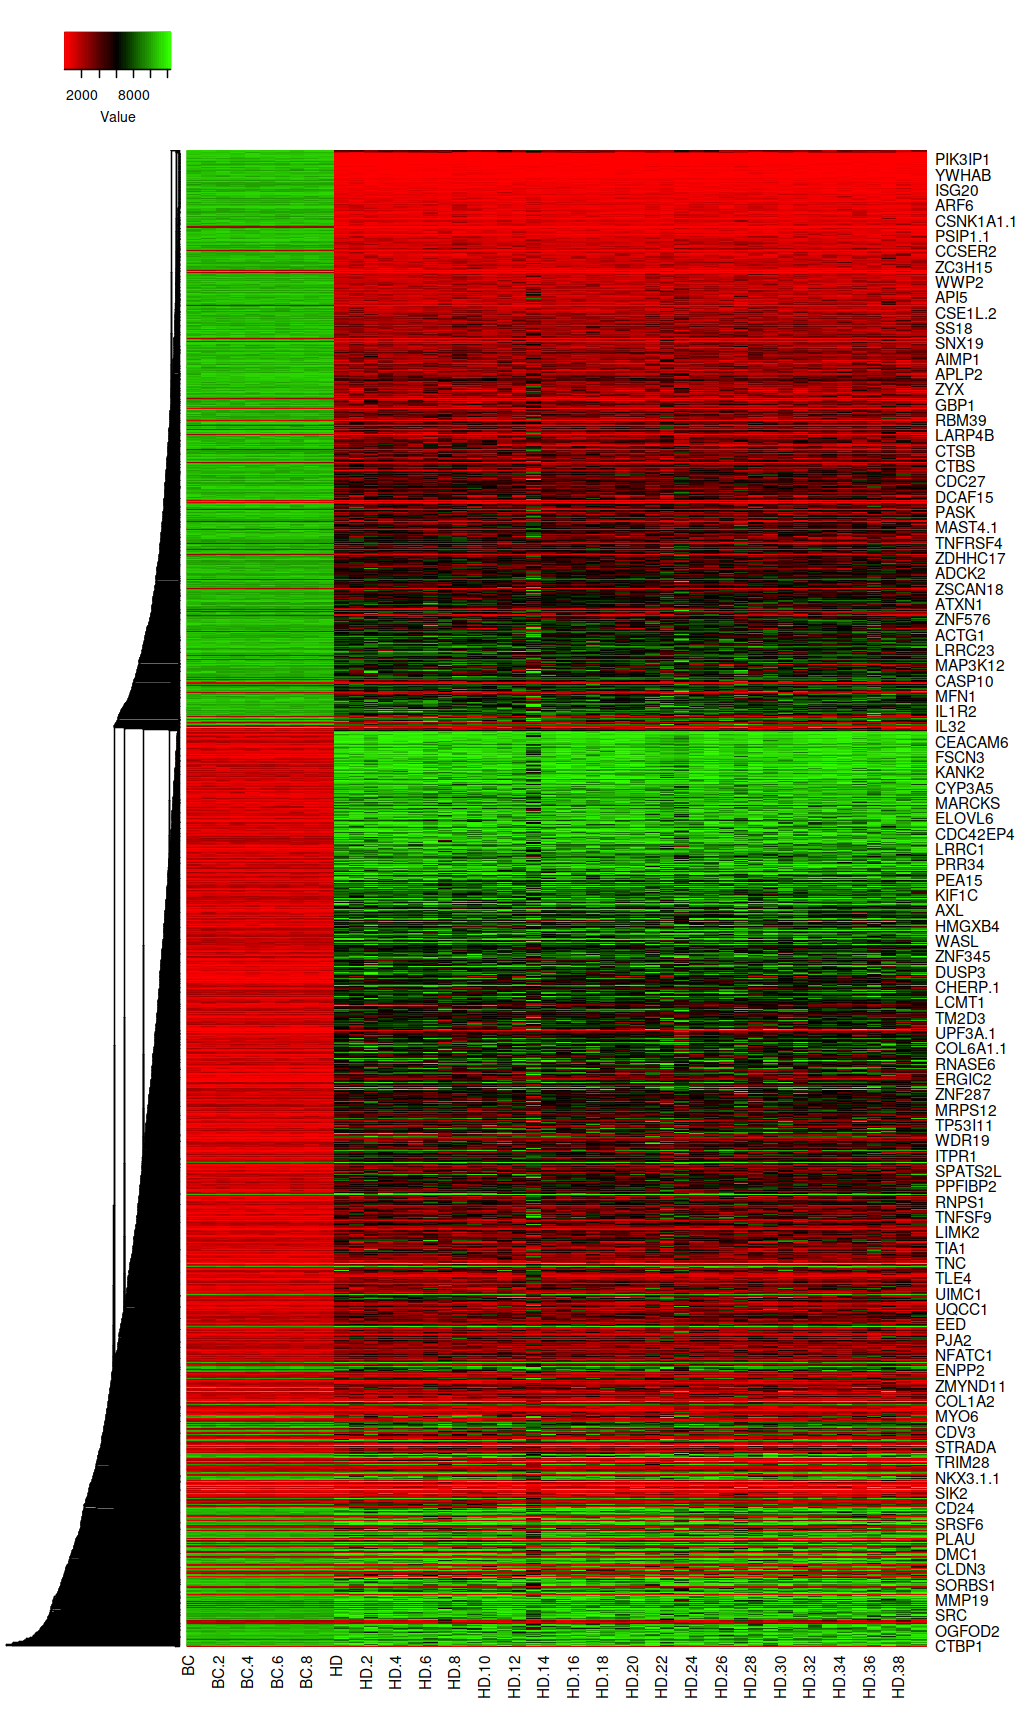 2000 8000
Value
PIK3IP1
YWHAB
ISG20
ARF6
CSNK1A1.1
PSIP1.1
CCSER2
ZC3H15
WWP2
API5
CSE1L.2
SS18
SNX19
AIMP1
APLP2
ZYX
GBP1
RBM39
LARP4B
CTSB
CTBS
CDC27
DCAF15
PASK
MAST4.1
TNFRSF4
ZDHHC17
ADCK2
ZSCAN18
ATXN1
ZNF576
ACTG1
LRRC23
MAP3K12
CASP10
MFN1
IL1R2
IL32
CEACAM6
FSCN3
KANK2
CYP3A5
MARCKS
ELOVL6
CDC42EP4
LRRC1
PRR34
PEA15
KIF1C
AXL
HMGXB4
WASL
ZNF345
DUSP3
CHERP.1
LCMT1
TM2D3
UPF3A.1
COL6A1.1
RNASE6
ERGIC2
ZNF287
MRPS12
TP53I11
WDR19
ITPR1
SPATS2L
PPFIBP2
RNPS1
TNFSF9
LIMK2
TIA1
TNC
TLE4
UIMC1
UQCC1
EED
PJA2
NFATC1
ENPP2
ZMYND11
COL1A2
MYO6
CDV3
STRADA
TRIM28
NKX3.1.1
SIK2
CD24
SRSF6
PLAU
DMC1
CLDN3
SORBS1
MMP19
SRC
OGFOD2
CTBP1
BC
BC.2
BC.4
BC.6
BC.8
HD
HD.2
HD.4
HD.6
HD.8
HD.10
HD.12
HD.14
HD.16
HD.18
HD.20
HD.22
HD.24
HD.26
HD.28
HD.30
HD.32
HD.34
HD.36
HD.38